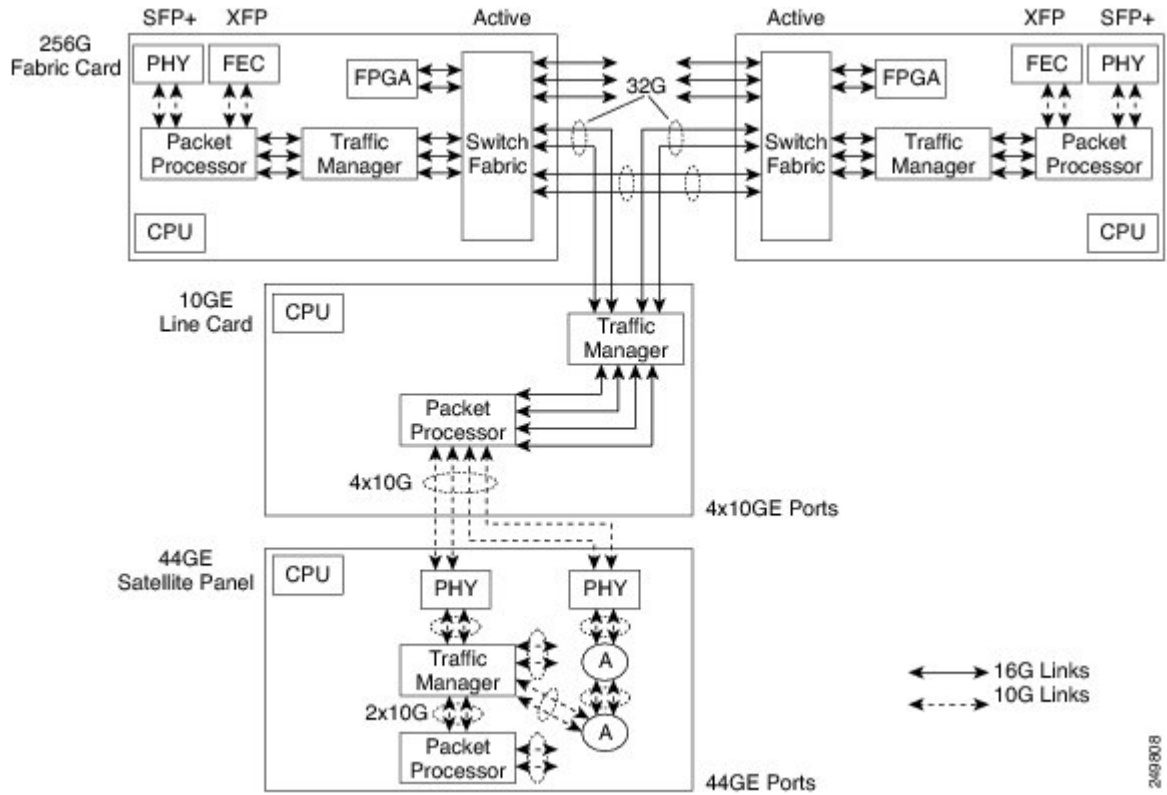 SFP+ XFP Active Active XFP SFP+
256G
Fabric Card
PHY FEC FPGA 32G FPGA FEC PHY
Packet
Processor
Traffic
Manager
Switch
Fabric
Switch
Fabric
Traffic
Manager
Packet
Processor
CPU CPU
10GE
Line Card
CPU
Traffic
Manager
Packet
Processor
4x10G
4x10GE Ports
44GE
Satellite Panel
CPU
PHY PHY
Traffic
Manager
A
2x10G
A
Packet
Processor
44GE Ports
16G Links
10G Links
249808